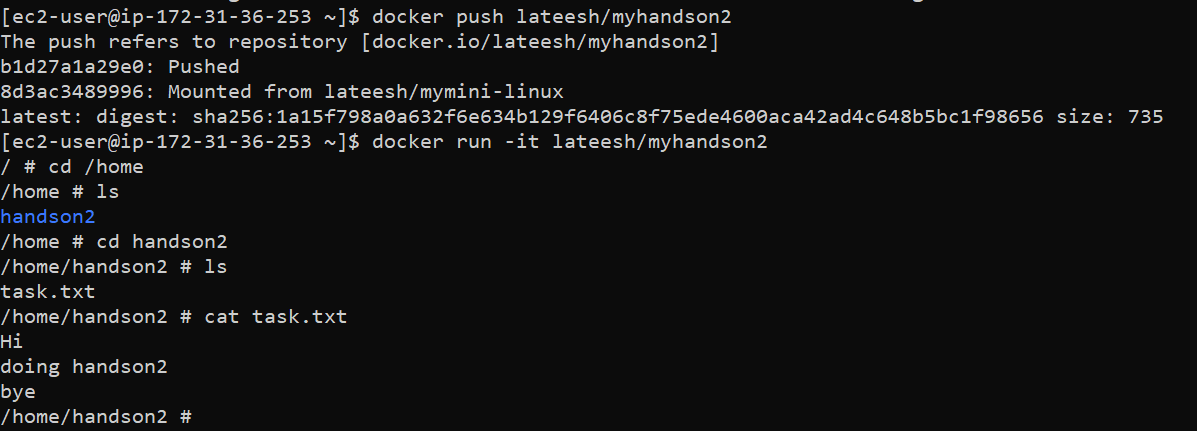 [ec2-user@ip-172-31-36-253 ~]$ docker push lateesh/myhandson2
The push refers to repository [docker.io/lateesh/myhandson2]
b1d27a1a29e0: Pushed
8d3ac3489996: Mounted from lateesh/mymini-linux
latest: digest: sha256:1a15f798a0a632f6e634b129f6406c8f75ede4600aca42ad4c648b5bc1f98656 size: 735
[ec2-user@ip-172-31-36-253 ~]$ docker run -it lateesh/myhandson2
/ # cd /home
/home # ls
handson2
/home # cd handson2
/home/handson2 # ls
task.txt
/home/handson2 # cat task.txt
Hi
doing handson2
bye
/home/handson2 #